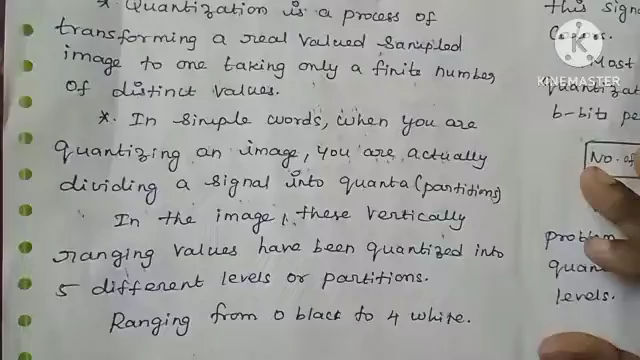 * Quantization is a process of
transforming a real valued sampled
image to one taking only a finite number
of distinct values.
*. In simple words, when you are
quantizing an image, you are actually
dividing a signal into quanta (partitions)
In the image, these vertically
ranging values have been quantized into
5 different levels or partitions.
Ranging from 0 black to 4 white.
this sign
Mast
b-bits pe
No. of
problem
quan
levels.
KINEMASTER